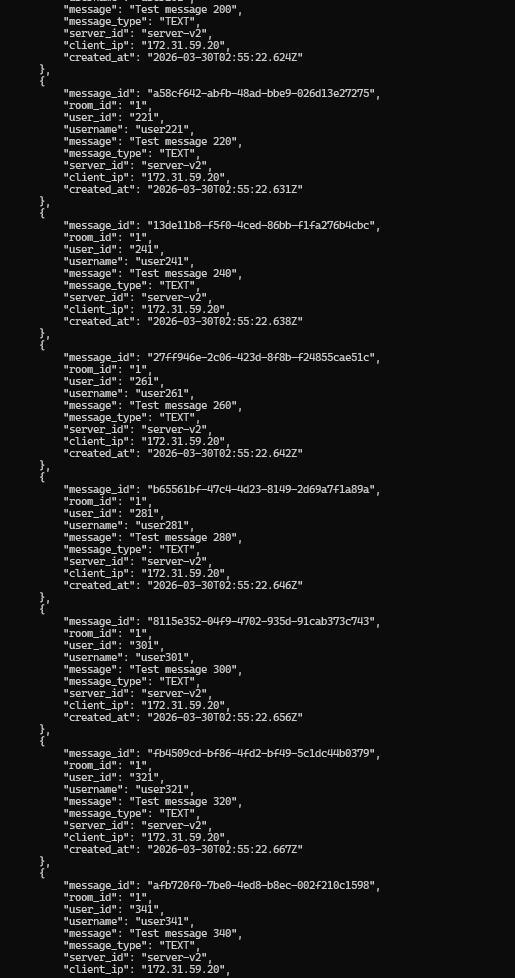 "message": "Test message 200",
"message_type": "TEXT",
"server_id": "server-v2",
"client_ip": "172.31.59.20",
"created_at": "2026-03-30T02:55:22.624Z"
},
{
"message_id": "a58cf642-abfb-48ad-bbe9-026d13e27275",
"room_id": "1",
"user_id": "221",
"username": "user221",
"message": "Test message 220",
"message_type": "TEXT",
"server_id": "server-v2",
"client_ip": "172.31.59.20",
"created_at": "2026-03-30T02:55:22.631Z"
},
{
"message_id": "13de11b8-f5f0-4ced-86bb-f1fa276b4cbc",
"room_id": "1",
"user_id": "241",
"username": "user241",
"message": "Test message 240",
"message_type": "TEXT",
"server_id": "server-v2",
"client_ip": "172.31.59.20",
"created_at": "2026-03-30T02:55:22.638Z"
},
{
"message_id": "27ff946e-2c06-423d-8f8b-f24855cae51c",
"room_id": "1",
"user_id": "261",
"username": "user261",
"message": "Test message 260",
"message_type": "TEXT",
"server_id": "server-v2",
"client_ip": "172.31.59.20",
"created_at": "2026-03-30T02:55:22.642Z"
},
{
"message_id": "b65561bf-47c4-4d23-8149-2d69a7f1a89a",
"room_id": "1",
"user_id": "281",
"username": "user281",
"message": "Test message 280",
"message_type": "TEXT",
"server_id": "server-v2",
"client_ip": "172.31.59.20",
"created_at": "2026-03-30T02:55:22.646Z"
},
{
"message_id": "8115e352-04f9-4702-935d-91cab373c743",
"room_id": "1",
"user_id": "301",
"username": "user301",
"message": "Test message 300",
"message_type": "TEXT",
"server_id": "server-v2",
"client_ip": "172.31.59.20",
"created_at": "2026-03-30T02:55:22.656Z"
},
{
"message_id": "fb4509cd-bf86-4fd2-bf49-5c1dc44b0379",
"room_id": "1",
"user_id": "321",
"username": "user321",
"message": "Test message 320",
"message_type": "TEXT",
"server_id": "server-v2",
"client_ip": "172.31.59.20",
"created_at": "2026-03-30T02:55:22.667Z"
},
{
"message_id": "afb720f0-7be0-4ed8-b8ec-002f210c1598",
"room_id": "1",
"user_id": "341",
"username": "user341",
"message": "Test message 340",
"message_type": "TEXT",
"server_id": "server-v2",
"client_ip": "172.31.59.20",